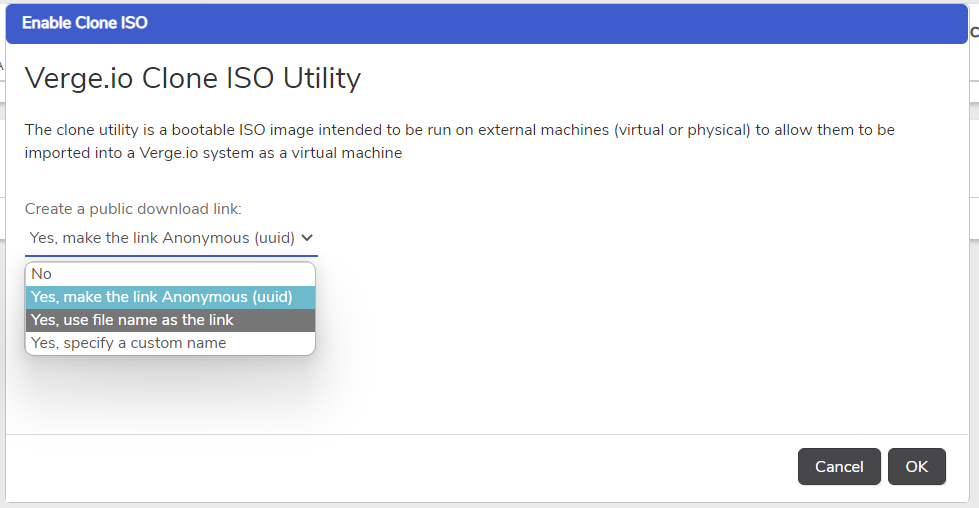 Enable Clone ISO
Verge.io Clone ISO Utility
The clone utility is a bootable ISO image intended to be run on external machines (virtual or physical) to allow them to be
imported into a Verge.io system as a virtual machine
Create a public download link:
Yes, make the link Anonymous (uuid)
No
Yes, make the link Anonymous (uuid)
Yes, use file name as the link
Yes, specify a custom name
Cancel OK